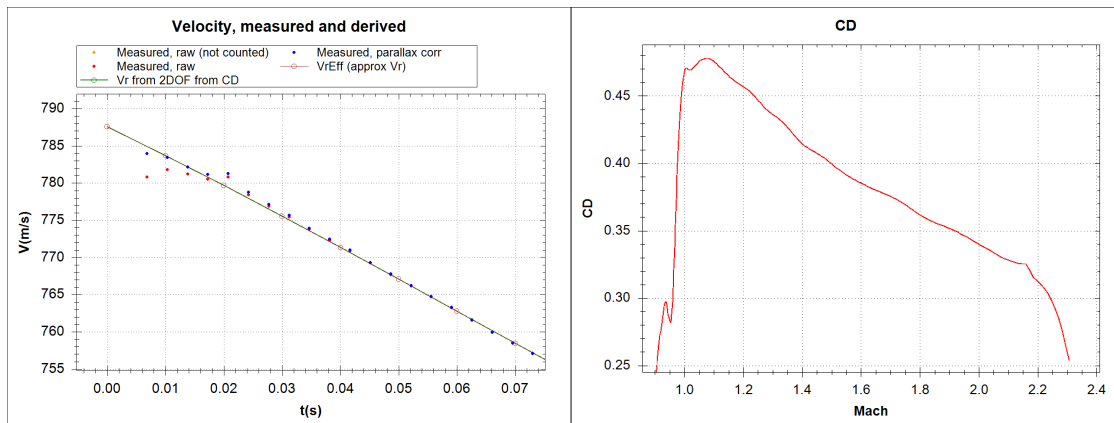 Velocity, measured and derived
Measured, raw (not counted)
Measured, parallax corr
Measured, raw
VrEff (approx Vr)
Vr from 2DOF from CD
790
785
780
775
770
765
760
755
V(m/s)
0.00 0.01 0.02 0.03 0.04 0.05 0.06 0.07
t(s)
CD
0.45
0.40
0.35
0.30
0.25
CD
1.0 1.2 1.4 1.6 1.8 2.0 2.2 2.4
Mach